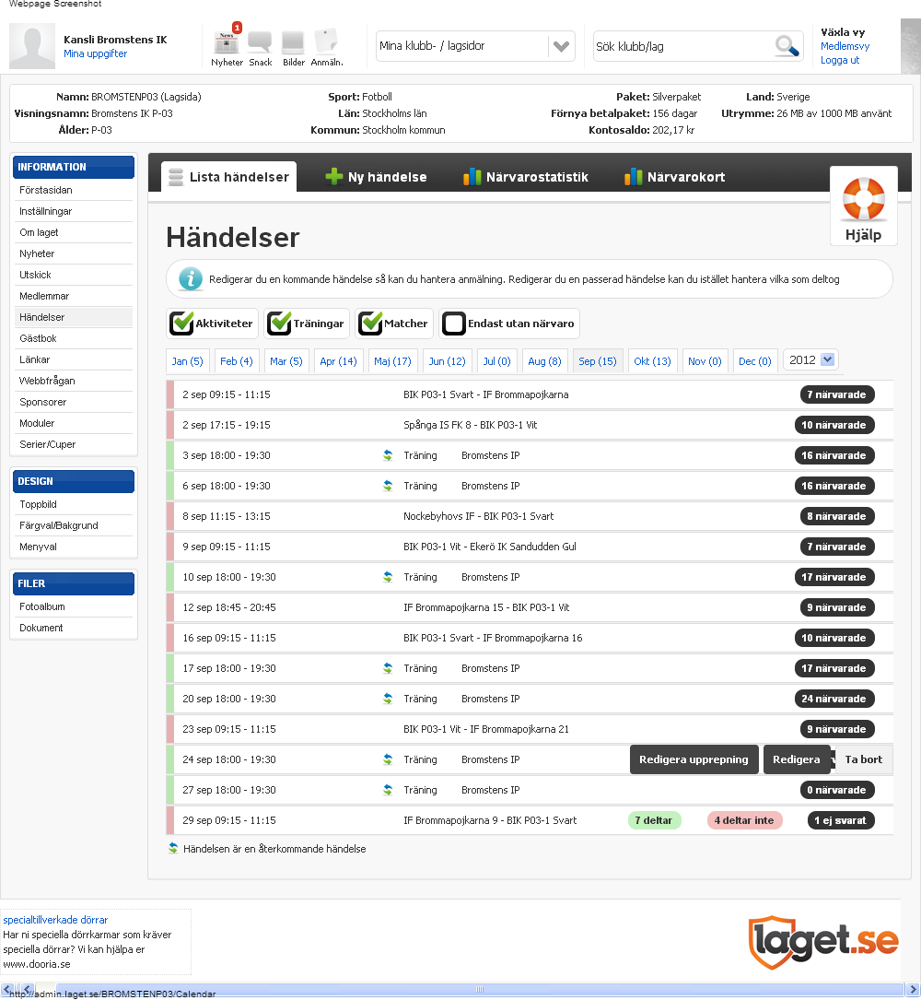 Webpage Screenshot
Kansli Bromstens IK
Mina uppgifter
News
1
Nyheter Snack Bilder Anmäln.
Mina klubb- / lagsidor
Sök klubb/lag
Växla vy
Medlemsvy
Logga ut
Namn: BROMSTENP03 (Lagsida) Sport: Fotboll Paket: Silverpaket Land: Sverige
Visningsnamn: Bromstens IK P-03 Län: Stockholms län Förnya betalpaket: 156 dagar Utrymme: 26 MB av 1000 MB använt
Ålder: P-03 Kommun: Stockholm kommun Kontosaldo: 202,17 kr
INFORMATION
Förstasidan
Inställningar
Om laget
Nyheter
Utskick
Medlemmar
Händelser
Gästbok
Länkar
Webbfrågan
Sponsorer
Moduler
Serier/Cuper
DESIGN
Toppbild
Färgval/Bakgrund
Menyval
FILER
Fotoalbum
Dokument
Lista händelser Ny händelse Närvarostatistik Närvarokort
Hjälp
Händelser
Redigerar du en kommande händelse så kan du hantera anmälning. Redigerar du en passerad händelse kan du istället hantera vilka som deltog
Aktiviteter Träningar Matcher Endast utan närvaro
Jan (5) Feb (4) Mar (5) Apr (14) Maj (17) Jun (12) Jul (0) Aug (8) Sep (15) Okt (13) Nov (0) Dec (0) 2012
2 sep 09:15 - 11:15 BIK P03-1 Svart - IF Brommapojkarna 7 närvarade
2 sep 17:15 - 19:15 Spånga IS FK 8 - BIK P03-1 Vit 10 närvarade
3 sep 18:00 - 19:30 Träning Bromstens IP 16 närvarade
6 sep 18:00 - 19:30 Träning Bromstens IP 16 närvarade
8 sep 11:15 - 13:15 Nockebyhovs IF - BIK P03-1 Svart 8 närvarade
9 sep 09:15 - 11:15 BIK P03-1 Vit - Ekerö IK Sandudden Gul 7 närvarade
10 sep 18:00 - 19:30 Träning Bromstens IP 17 närvarade
12 sep 18:45 - 20:45 IF Brommapojkarna 15 - BIK P03-1 Vit 9 närvarade
16 sep 09:15 - 11:15 BIK P03-1 Svart - IF Brommapojkarna 16 10 närvarade
17 sep 18:00 - 19:30 Träning Bromstens IP 17 närvarade
20 sep 18:00 - 19:30 Träning Bromstens IP 24 närvarade
23 sep 09:15 - 11:15 BIK P03-1 Vit - IF Brommapojkarna 21 9 närvarade
24 sep 18:00 - 19:30 Träning Bromstens IP Redigera upprepning Redigera Ta bort
27 sep 18:00 - 19:30 Träning Bromstens IP 0 närvarade
29 sep 09:15 - 11:15 IF Brommapojkarna 9 - BIK P03-1 Svart 7 deltar 4 deltar inte 1 ej svarat
Händelsen är en återkommande händelse
specialtillverkade dörrar
Har ni speciella dörrkarmar som kräver
speciella dörrar? Vi kan hjälpa er
www.dooria.se
laget.se
http://admin.laget.se/BROMSTENP03/Calendar